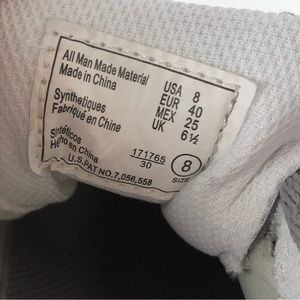 All Man Made Material
Made in China
Synthetiques
Fabriqué en Chine
Sintéticos
Hecho en China
USA 8
EUR 40
MEX 25
UK 6½
171765
30
8
SIZE
U.S.PAT NO.7,056,558